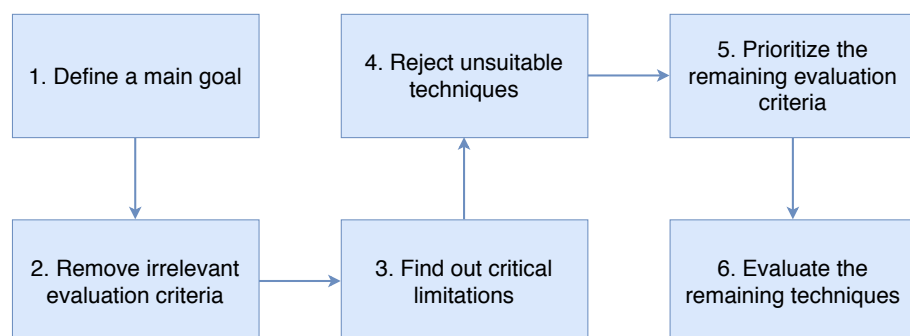 1. Define a main goal
2. Remove irrelevant
evaluation criteria
3. Find out critical
limitations
4. Reject unsuitable
techniques
5. Prioritize the
remaining evaluation
criteria
6. Evaluate the
remaining techniques